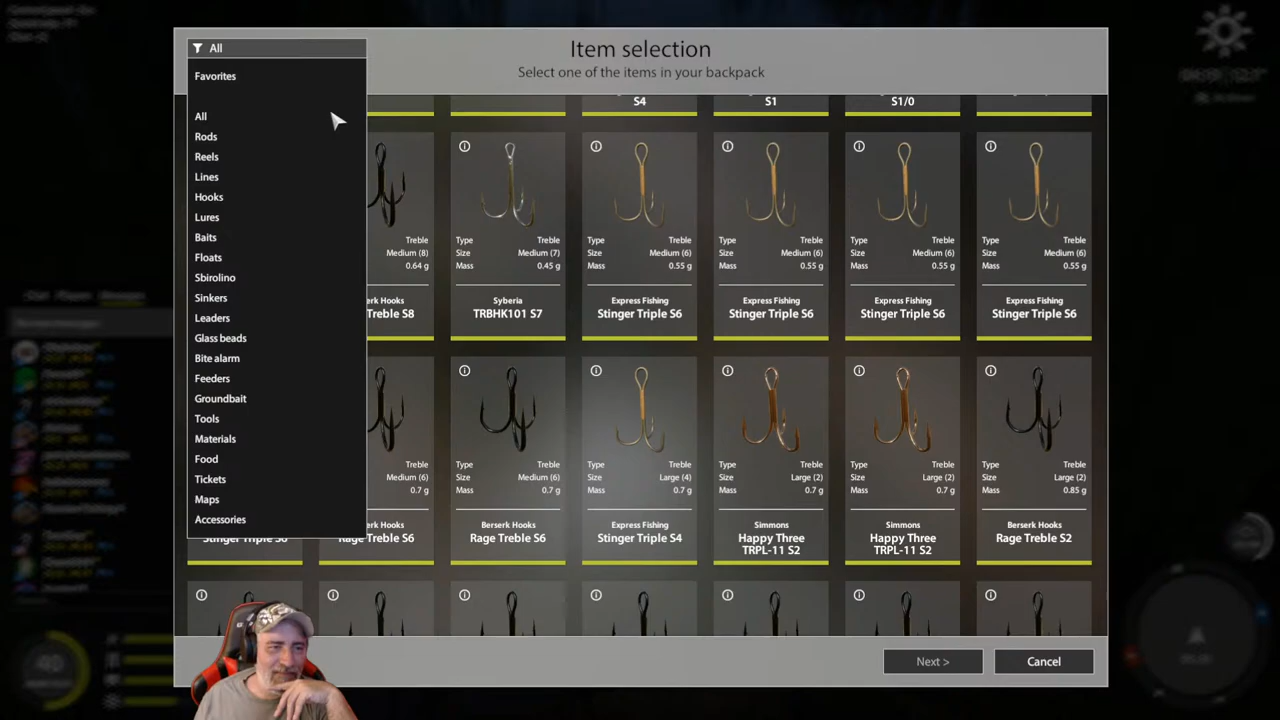 All
Item selection
Select one of the items in your backpack
Favorites
All
Rods
Reels
Lines
Hooks
Lures
Baits
Floats
Sbirolino
Sinkers
Leaders
Glass beads
Bite alarm
Feeders
Groundbait
Tools
Materials
Food
Tickets
Maps
Accessories
S4
S1
S1/0
Treble
Medium (8)
0.64 g
Hooks
Treble S8
Type Treble
Size Medium (7)
Mass 0.45 g
Syberia
TRBHK101 S7
Type Treble
Size Medium (6)
Mass 0.55 g
Express Fishing
Stinger Triple S6
Type Treble
Size Medium (6)
Mass 0.55 g
Express Fishing
Stinger Triple S6
Type Treble
Size Medium (6)
Mass 0.55 g
Express Fishing
Stinger Triple S6
Type Treble
Size Medium (6)
Mass 0.55 g
Express Fishing
Stinger Triple S6
Stinger Triple S6
Treble
Medium (6)
0.7 g
Hooks
Rage Treble S6
Type Treble
Size Medium (6)
Mass 0.7 g
Berserk Hooks
Rage Treble S6
Type Treble
Size Large (4)
Mass 0.7 g
Express Fishing
Stinger Triple S4
Type Treble
Size Large (2)
Mass 0.7 g
Simmons
Happy Three
TRPL-11 S2
Type Treble
Size Large (2)
Mass 0.7 g
Simmons
Happy Three
TRPL-11 S2
Type Treble
Size Large (2)
Mass 0.85 g
Berserk Hooks
Rage Treble S2
Next >
Cancel